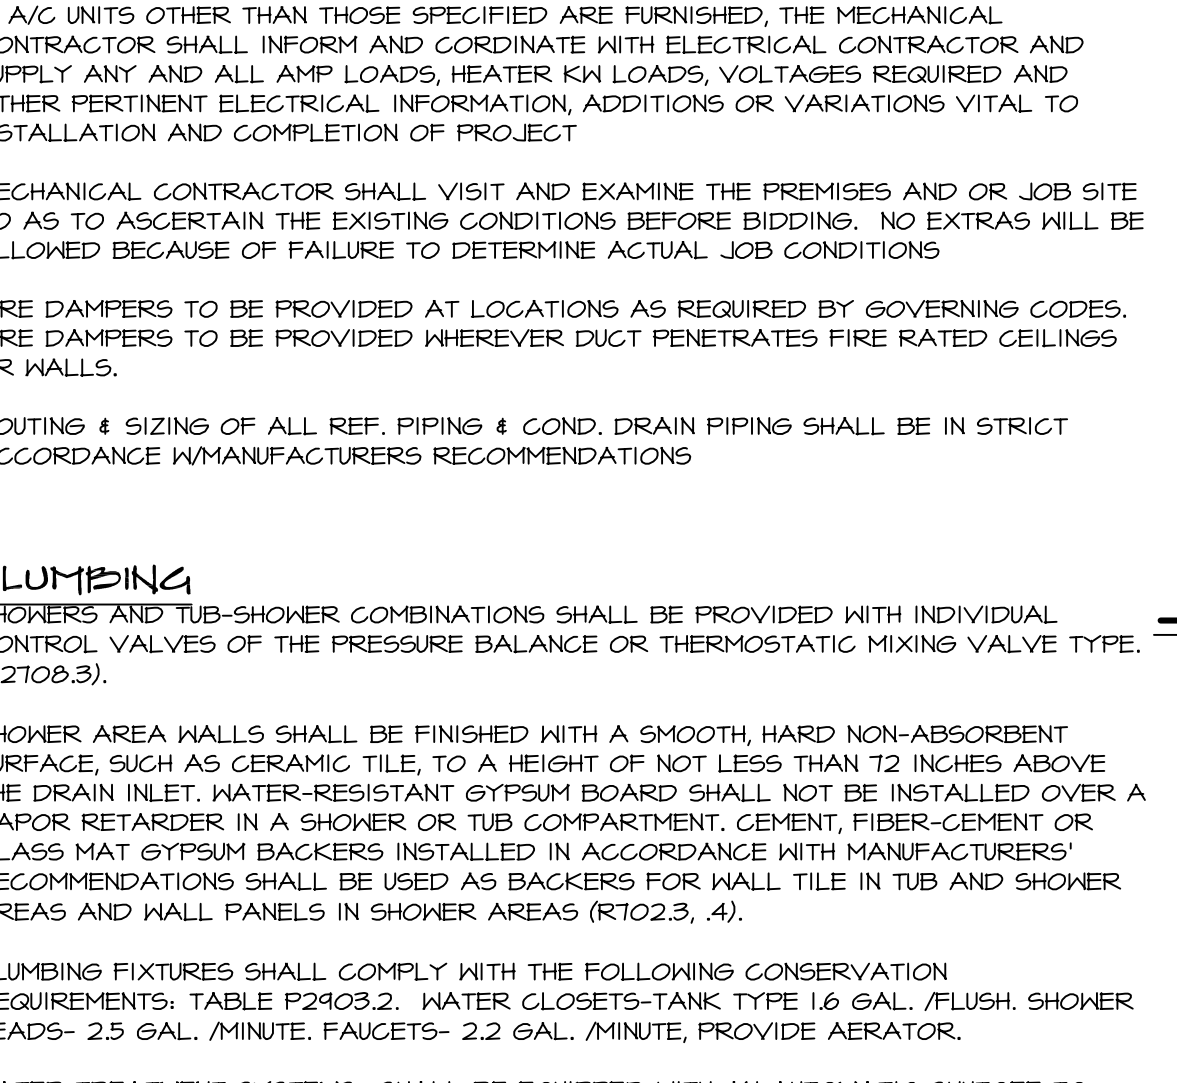 A/C UNITS OTHER THAN THOSE SPECIFIED ARE FURNISHED, THE MECHANICAL
ONTRACTOR SHALL INFORM AND CORDINATE WITH ELECTRICAL CONTRACTOR AND
UPPLY ANY AND ALL AMP LOADS, HEATER KW LOADS, VOLTAGES REQUIRED AND
THER PERTINENT ELECTRICAL INFORMATION, ADDITIONS OR VARIATIONS VITAL TO
STALLATION AND COMPLETION OF PROJECT
ECHANICAL CONTRACTOR SHALL VISIT AND EXAMINE THE PREMISES AND OR JOB SITE
O AS TO ASCERTAIN THE EXISTING CONDITIONS BEFORE BIDDING. NO EXTRAS WILL BE
LLOWED BECAUSE OF FAILURE TO DETERMINE ACTUAL JOB CONDITIONS
RE DAMPERS TO BE PROVIDED AT LOCATIONS AS REQUIRED BY GOVERNING CODES.
RE DAMPERS TO BE PROVIDED WHEREVER DUCT PENETRATES FIRE RATED CEILINGS
R WALLS.
OUTING & SIZING OF ALL REF. PIPING & COND. DRAIN PIPING SHALL BE IN STRICT
CCORDANCE W/MANUFACTURERS RECOMMENDATIONS
LUMBING
HOWERS AND TUB-SHOWER COMBINATIONS SHALL BE PROVIDED WITH INDIVIDUAL
ONTROL VALVES OF THE PRESSURE BALANCE OR THERMOSTATIC MIXING VALVE TYPE.
2708.3).
HOWER AREA WALLS SHALL BE FINISHED WITH A SMOOTH, HARD NON-ABSORBENT
URFACE, SUCH AS CERAMIC TILE, TO A HEIGHT OF NOT LESS THAN 72 INCHES ABOVE
HE DRAIN INLET. WATER-RESISTANT GYPSUM BOARD SHALL NOT BE INSTALLED OVER A
APOR RETARDER IN A SHOWER OR TUB COMPARTMENT. CEMENT, FIBER-CEMENT OR
LASS MAT GYPSUM BACKERS INSTALLED IN ACCORDANCE WITH MANUFACTURERS'
ECOMMENDATIONS SHALL BE USED AS BACKERS FOR WALL TILE IN TUB AND SHOWER
REAS AND WALL PANELS IN SHOWER AREAS (R702.3, .4).
LUMBING FIXTURES SHALL COMPLY WITH THE FOLLOWING CONSERVATION
EQUIREMENTS: TABLE P2903.2. WATER CLOSETS-TANK TYPE 1.6 GAL. /FLUSH. SHOWER
EADS- 2.5 GAL. /MINUTE. FAUCETS- 2.2 GAL. /MINUTE, PROVIDE AERATOR.